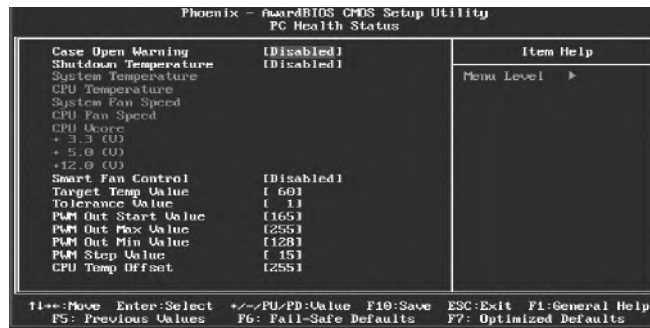 Phoenix - AwardBIOS CMOS Setup Utility
PC Health Status
Case Open Warning [Disabled]
Shutdown Temperature [Disabled]
System Temperature
CPU Temperature
System Fan Speed
CPU Fan Speed
CPU Vcore
+ 3.3 (V)
+ 5.0 (V)
+12.0 (V)
Smart Fan Control [Disabled]
Target Temp Value [ 60]
Tolerance Value [ 1]
PWM Out Start Value [165]
PWM Out Max Value [255]
PWM Out Min Value [128]
PWM Step Value [ 15]
CPU Temp Offset [255]
Item Help
Menu Level ▶
↑↓→←:Move Enter:Select +/-/PU/PD:Value F10:Save ESC:Exit F1:General Help
F5: Previous Values F6: Fail-Safe Defaults F7: Optimized Defaults